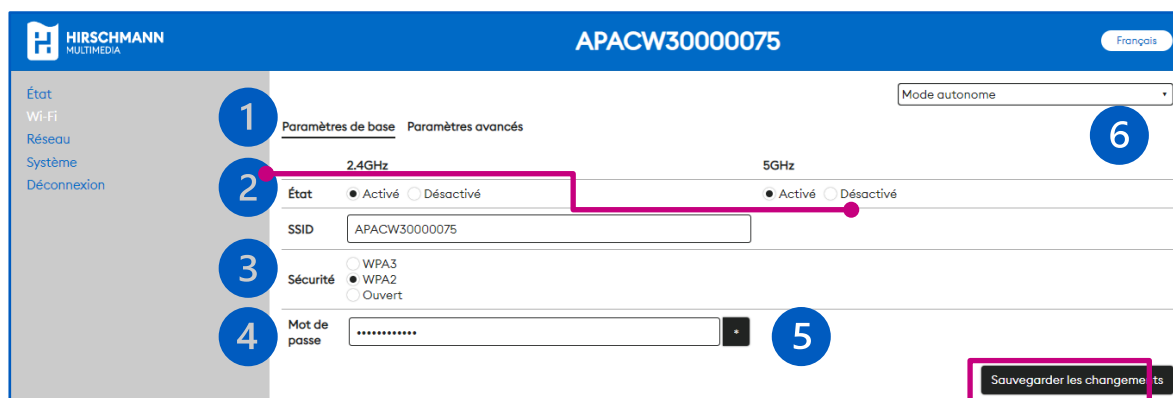 HIRSCHMANN
MULTIMEDIA
APACW30000075
Français
État
Wi-Fi
Réseau
Système
Déconnexion
Mode autonome
1
6
Paramètres de base Paramètres avancés
2.4GHz 5GHz
2
État Activé Désactivé Activé Désactivé
SSID APACW30000075
3
Sécurité
WPA3
WPA2
Ouvert
4
Mot de
passe
•••••••••••• *
5
Sauvegarder les changements